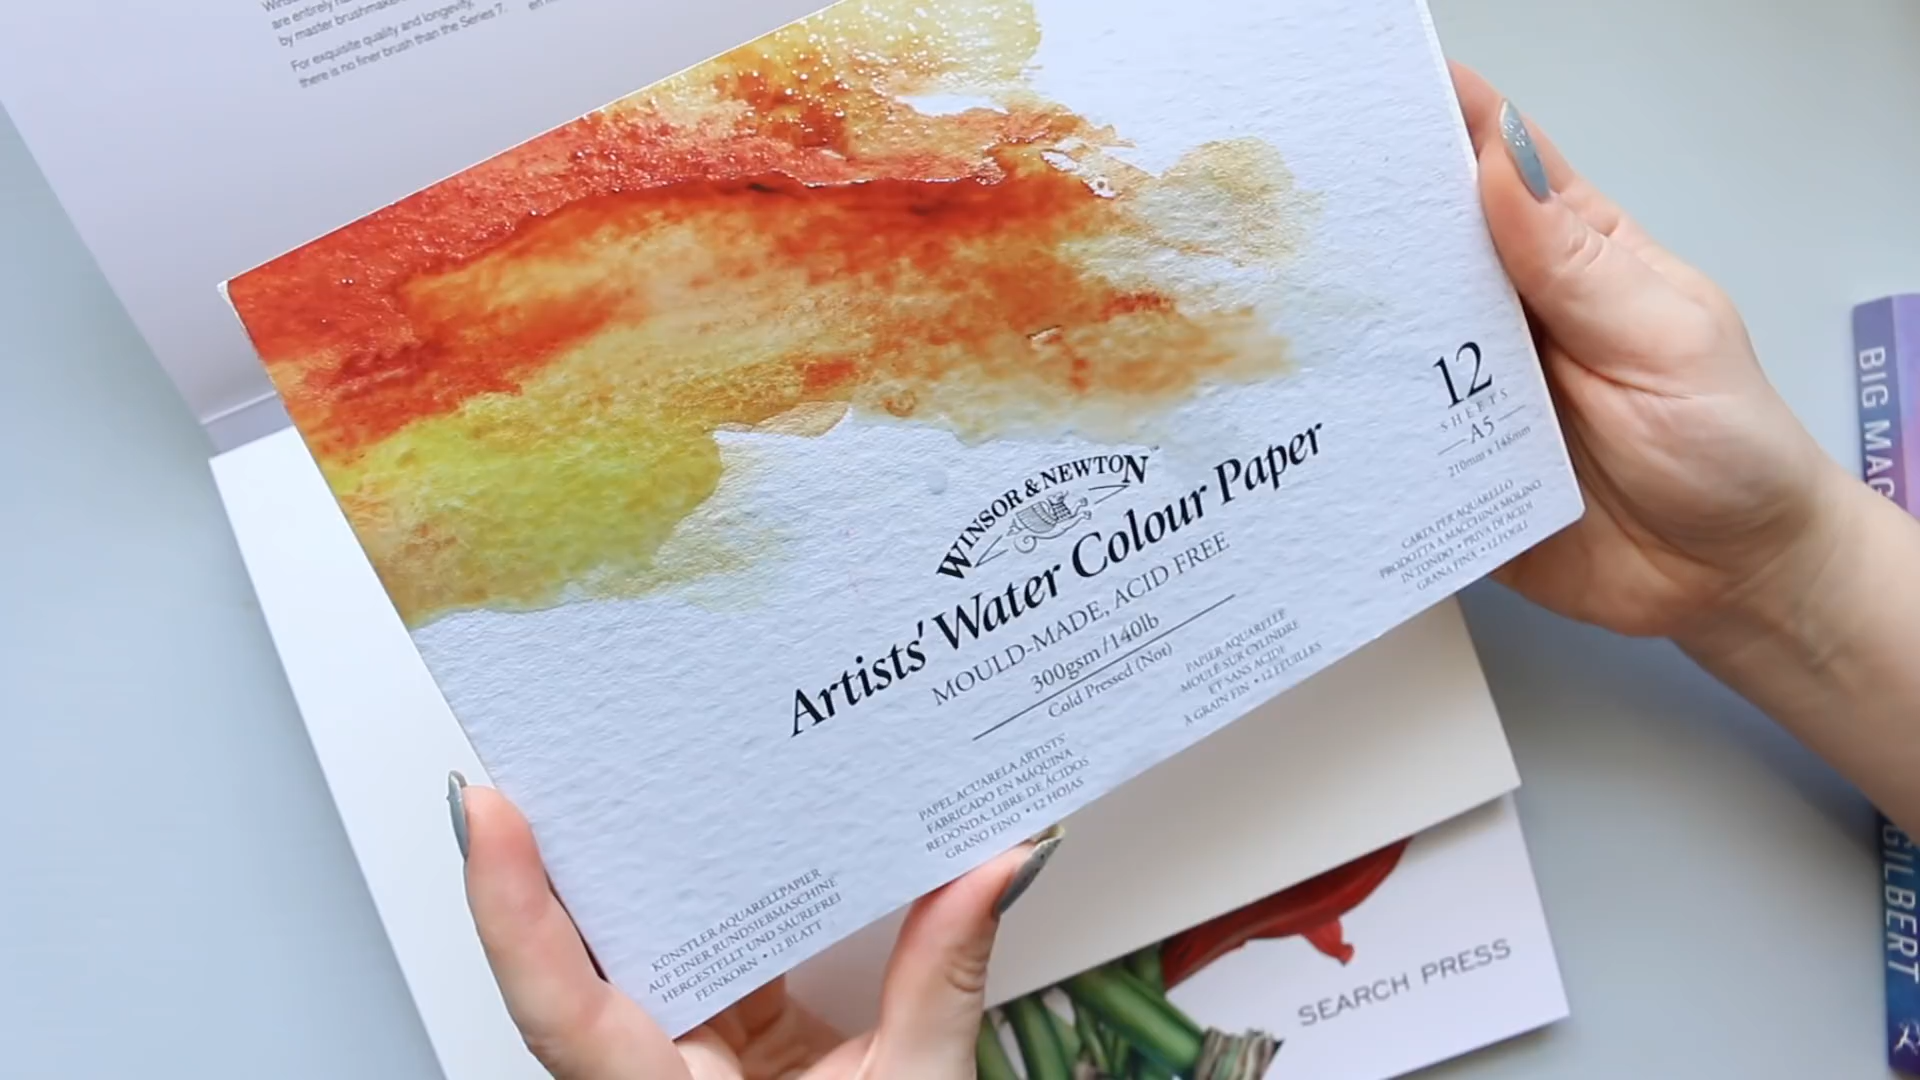 are entirely
by master brushmake
For exquisite quality and longevity,
there is no finer brush than the Series 7.
WINSOR & NEWTON™
Artists' Water Colour Paper
MOULD-MADE, ACID FREE
300gsm /140lb
Cold Pressed (Not)
12
SHEETS
A5
210mm x 148mm
CARTA PER AQUARELLO
PRODOTTA A MACCHINA MOLINO
IN TONDO • PRIVA DI ACIDI
GRANA FINA • 12 FOGLI
PAPIER AQUARELLE
MOULÉ SUR CYLINDRE
ET SANS ACIDE
À GRAIN FIN • 12 FEUILLES
PAPEL ACUARELA ARTISTS'
FABRICADO EN MÁQUINA
REDONDA, LIBRE DE ÁCIDOS
GRANO FINO • 12 HOJAS
KÜNSTLER AQUARELLPAPIER
AUF EINER RUNDSIEBMASCHINE
HERGESTELLT UND SÄUREFREI
FEINKORN • 12 BLATT
SEARCH PRESS
BIG MAG
GILBERT